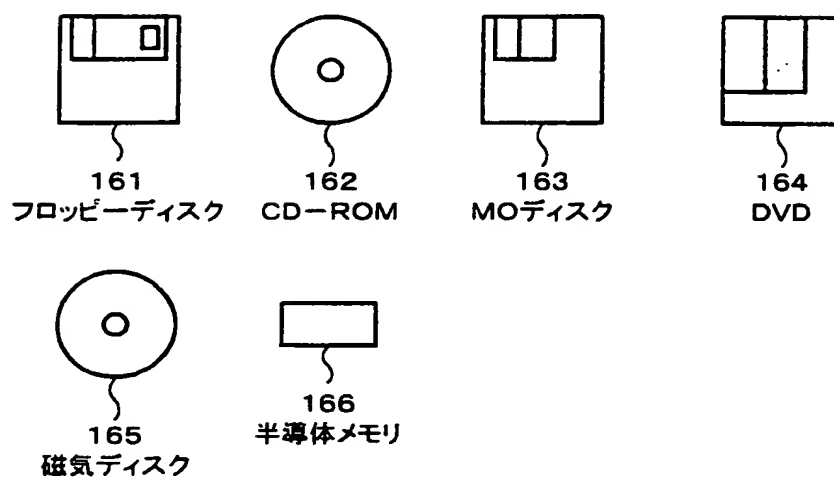 161
フロッピーディスク
162
CD-ROM
163
MOディスク
164
DVD
165
磁気ディスク
166
半導体メモリ